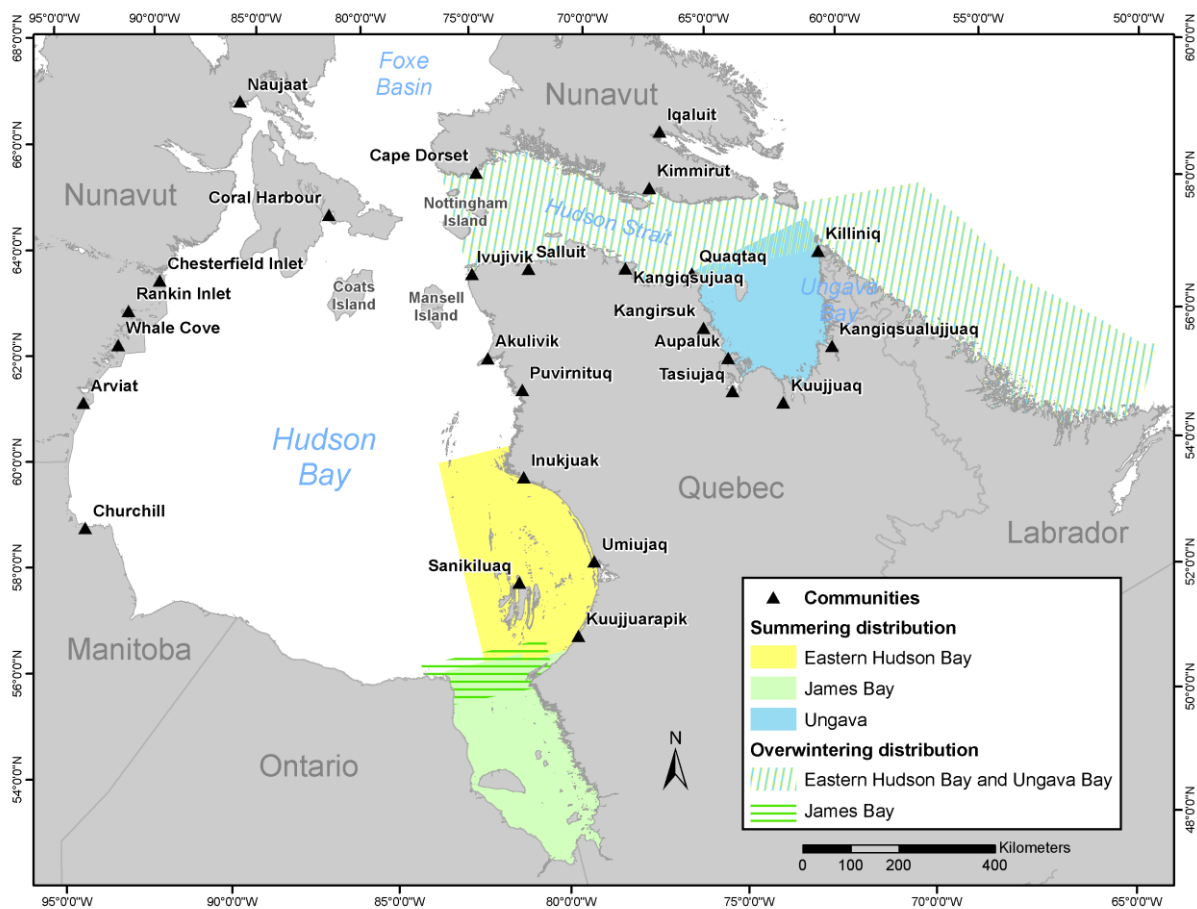 95°0'0"W
90°0'0"W
85°0'0"W
80°0'0"W
75°0'0"W
70°0'0"W
65°0'0"W
60°0'0"W
55°0'0"W
50°0'0"W
68°0'0"N
66°0'0"N
64°0'0"N
62°0'0"N
60°0'0"N
58°0'0"N
56°0'0"N
54°0'0"N
60°0'0"N
58°0'0"N
56°0'0"N
54°0'0"N
52°0'0"N
50°0'0"N
48°0'0"N
Foxe
Basin
Naujaat
Nunavut
Iqaluit
Cape Dorset
Kimmirut
Nunavut
Coral Harbour
Nottingham
Island
Hudson Strait
Killiniq
Ivujivik
Salluit
Quaqtaq
Chesterfield Inlet
Kangiqsujuaq
Rankin Inlet
Coats
Island
Mansell
Island
Ungava
Bay
Kangirsuk
Whale Cove
Akulivik
Aupaluk
Kangiqsualujjuaq
Puvirnituq
Tasiujaq
Kuujjuaq
Arviat
Hudson
Bay
Inukjuak
Quebec
Churchill
Labrador
Umiujaq
Sanikiluaq
Kuujjuarapik
Manitoba
Ontario
N
Communities
Summering distribution
Eastern Hudson Bay
James Bay
Ungava
Overwintering distribution
Eastern Hudson Bay and Ungava Bay
James Bay
Kilometers
0 100 200 400
95°0'0"W
90°0'0"W
85°0'0"W
80°0'0"W
75°0'0"W
70°0'0"W
65°0'0"W